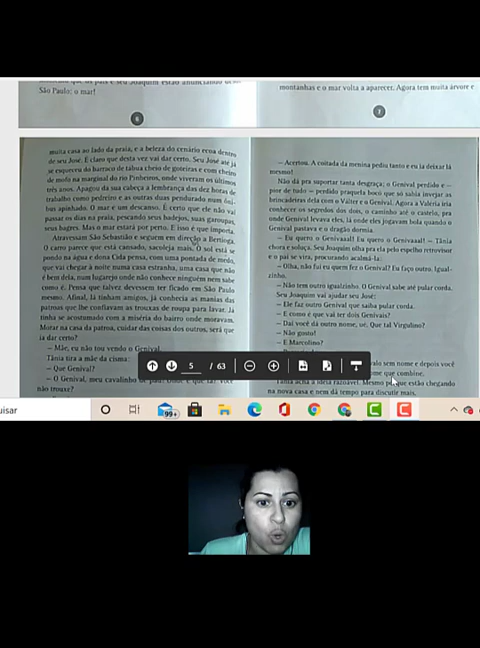 São Paulo: o mar!
6
montanhas e o mar volta a aparecer. Agora tem muita árvore e
7
muita casa ao lado da praia, e a beleza do cenário ecoa dentro
de seu José. É claro que desta vez vai dar certo. Seu José até já
se esqueceu do barraco de tábua cheio de goteiras e com cheiro
de mofo na marginal do rio Pinheiros, onde viveram os últimos
três anos. Apagou da sua cabeça a lembrança das dez horas de
trabalho como pedreiro e as outras duas pendurado num ôni-
bus apinhado. O mar é um descanso. É certo que ele não vai
passar os dias na praia, pescando seus badejos, suas garoupas,
seus bagres. Mas o mar estará por perto. E isso é que importa.
Atravessam São Sebastião e seguem em direção a Bertioga.
O carro parece que está cansado, sacoleja mais. O sol está se
pondo na água e dona Cida pensa, com uma pontada de medo,
que vai chegar à noite numa casa estranha, uma casa que não
é bem dela, num lugarejo onde não conhece ninguém nem sabe
como é. Pensa que talvez devessem ter ficado em São Paulo
mesmo. Afinal, lá tinham amigos, já conhecia as manias das
patroas que lhe confiavam as trouxas de roupa para lavar. Já
tinha se acostumado com a miséria do bairro onde moravam.
Morar na casa da patroa, cuidar das coisas dos outros, será que
ia dar certo?
— Mãe, eu não tou vendo o Genival.
Tânia tira a mãe da cisma:
— Que Genival?
— O Genival, meu cavalinho de pau! Onde é que tá? Você
não trouxe?
— Acertou. A coitada da menina pediu tanto e eu ia deixar lá
mesmo!
Não dá pra suportar tanta desgraça: o Genival perdido e —
pior de tudo — perdido praquela boçó que só sabia invejar as
brincadeiras dela com o Válter e o Genival. Agora a Valéria iria
conhecer os segredos dos dois, o caminho até o castelo, pra
onde Genival levava eles, lá onde eles jogavam bola quando o
Genival pastava e o dragão dormia.
— Eu quero o Genivaaal! Eu quero o Genivaaal! — Tânia
chora e soluça. Seu Joaquim olha pra ela pelo espelho retrovisor
e o pai se vira, procurando acalmá-la:
— Olha, não fui eu quem fez o Genival? Eu faço outro. Igual-
zinho.
— Não tem outro igualzinho. O Genival sabe até pular corda.
Seu Joaquim vai ajudar seu José:
— Ele faz outro Genival que saiba pular corda.
— E como é que vai ter dois Genivais?
— Daí você dá outro nome, ué. Que tal Virgulino?
— Não gosto!
— E Marcolino?
valo sem nome e depois você
ome que combine.
Tânia acha a ideia razoável. Mesmo porque estão chegando
na nova casa e nem dá tempo para discutir mais.
5 / 63
uisar
99+